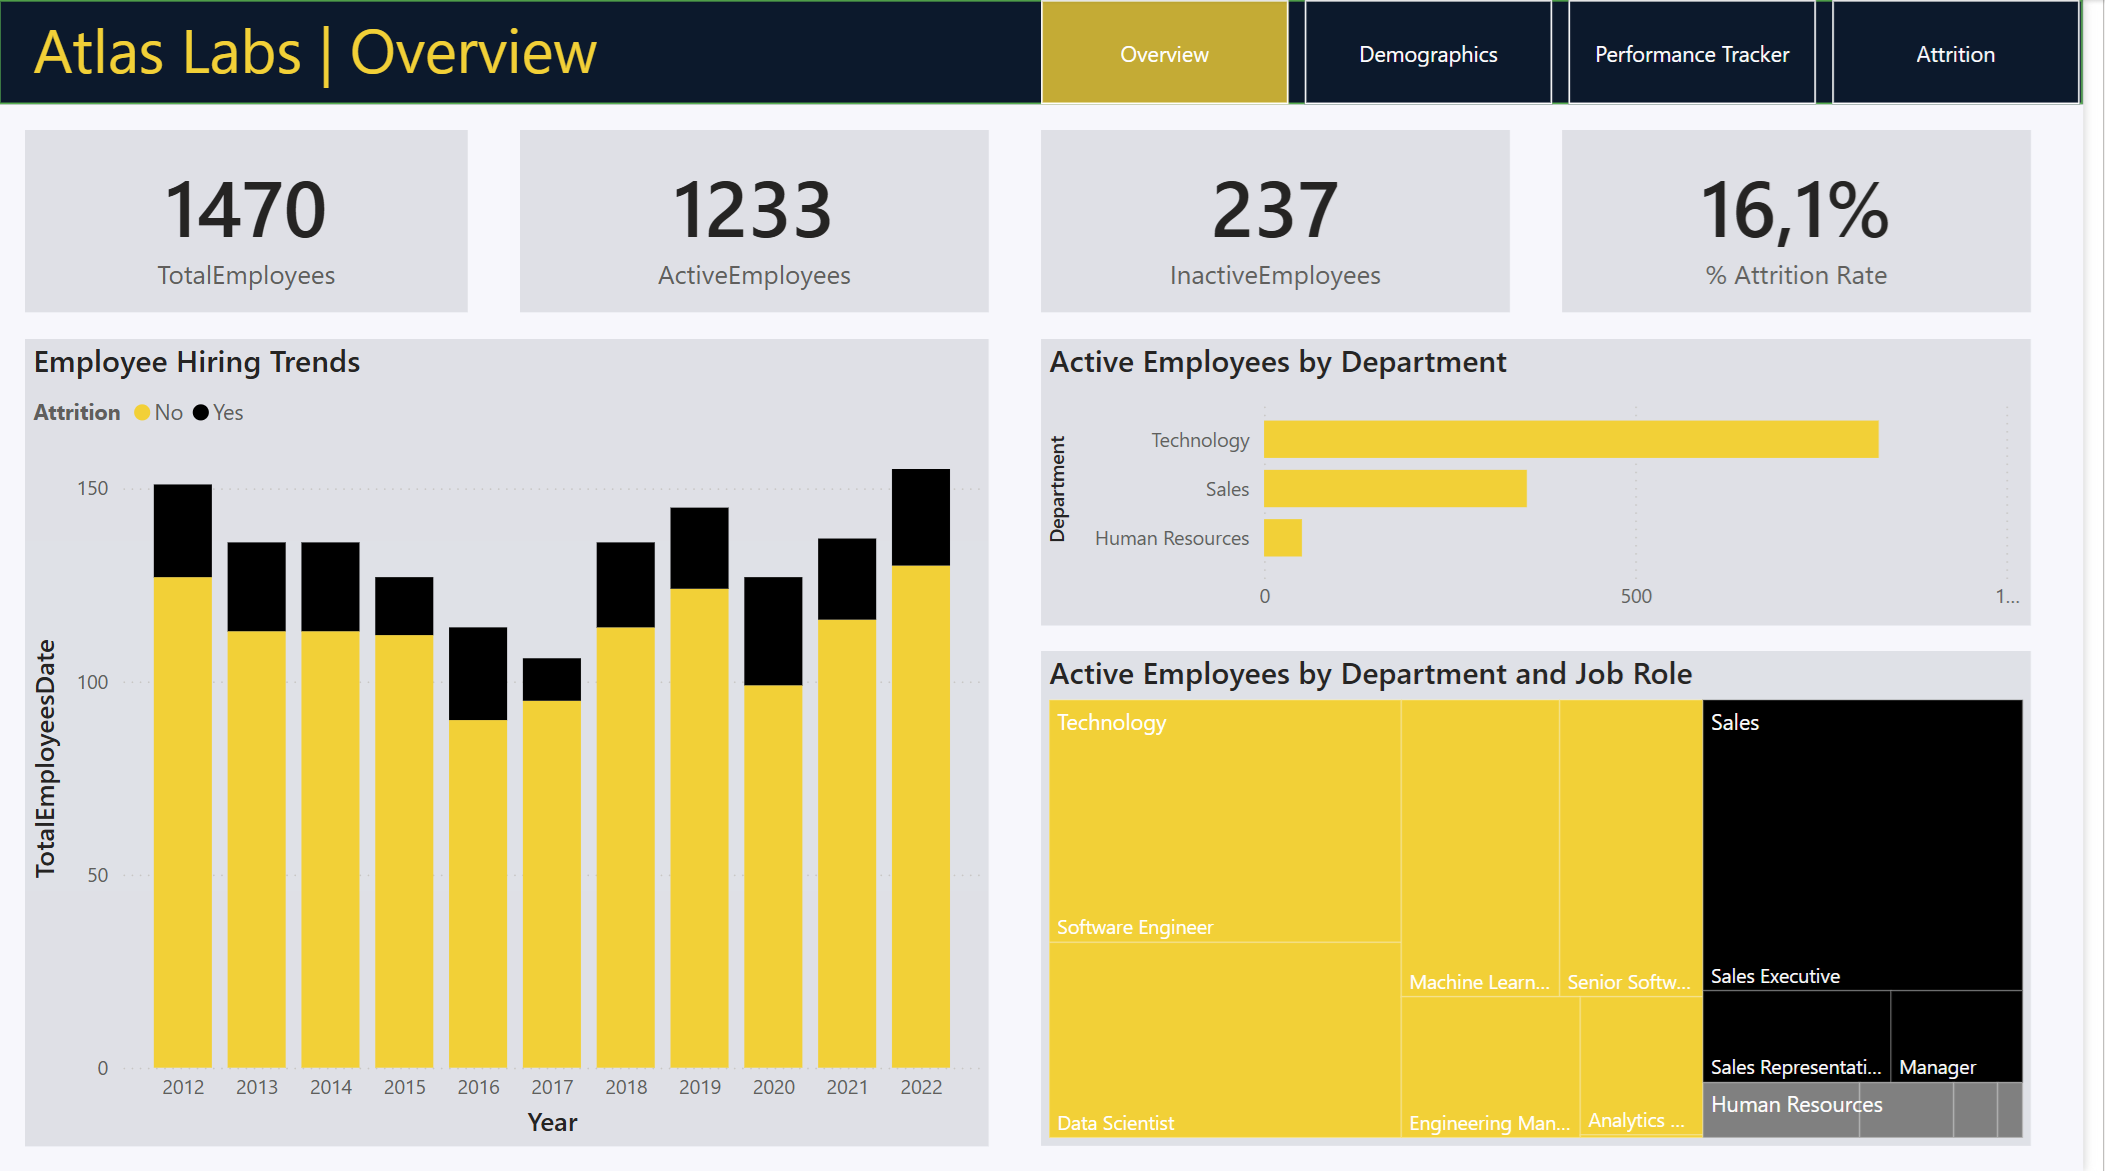 Atlas Labs | Overview
Overview
Demographics
Performance Tracker
Attrition
1470
TotalEmployees
1233
ActiveEmployees
237
InactiveEmployees
16,1%
% Attrition Rate
Employee Hiring Trends
Attrition No Yes
150
100
50
0
TotalEmployeesDate
2012 2013 2014 2015 2016 2017 2018 2019 2020 2021 2022
Year
Active Employees by Department
Department
Technology
Sales
Human Resources
0 500 1...
Active Employees by Department and Job Role
Technology
Software Engineer
Data Scientist
Machine Learn...
Senior Softw...
Engineering Man...
Analytics ...
Sales
Sales Executive
Sales Representati...
Manager
Human Resources